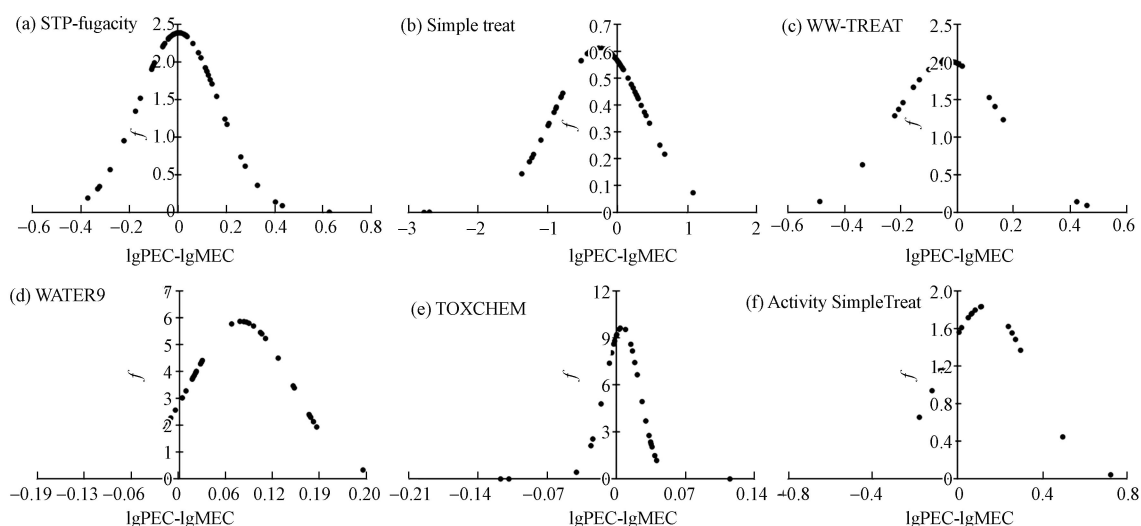 (a) STP-fugacity
2.5
2.0
1.5
1.0
0.5
0
f
−0.6 −0.4 −0.2 0 0.2 0.4 0.6 0.8
lgPEC-lgMEC
(b) Simple treat
0.7
0.6
0.5
0.4
0.3
0.2
0.1
0
f
−3 −2 −1 0 1 2
lgPEC-lgMEC
(c) WW-TREAT
2.5
2.0
1.5
1.0
0.5
0
f
−0.6 −0.4 −0.2 0 0.2 0.4 0.6
lgPEC-lgMEC
(d) WATER9
7
6
5
4
3
2
1
0
f
−0.19 −0.13 −0.06 0 0.06 0.12 0.19 0.20
lgPEC-lgMEC
(e) TOXCHEM
12
9
6
3
0
f
−0.21 −0.14 −0.07 0 0.07 0.14
lgPEC-lgMEC
(f) Activity SimpleTreat
2.0
1.6
1.2
0.8
0.4
0
f
−0.8 −0.4 0 0.4 0.8
lgPEC-lgMEC